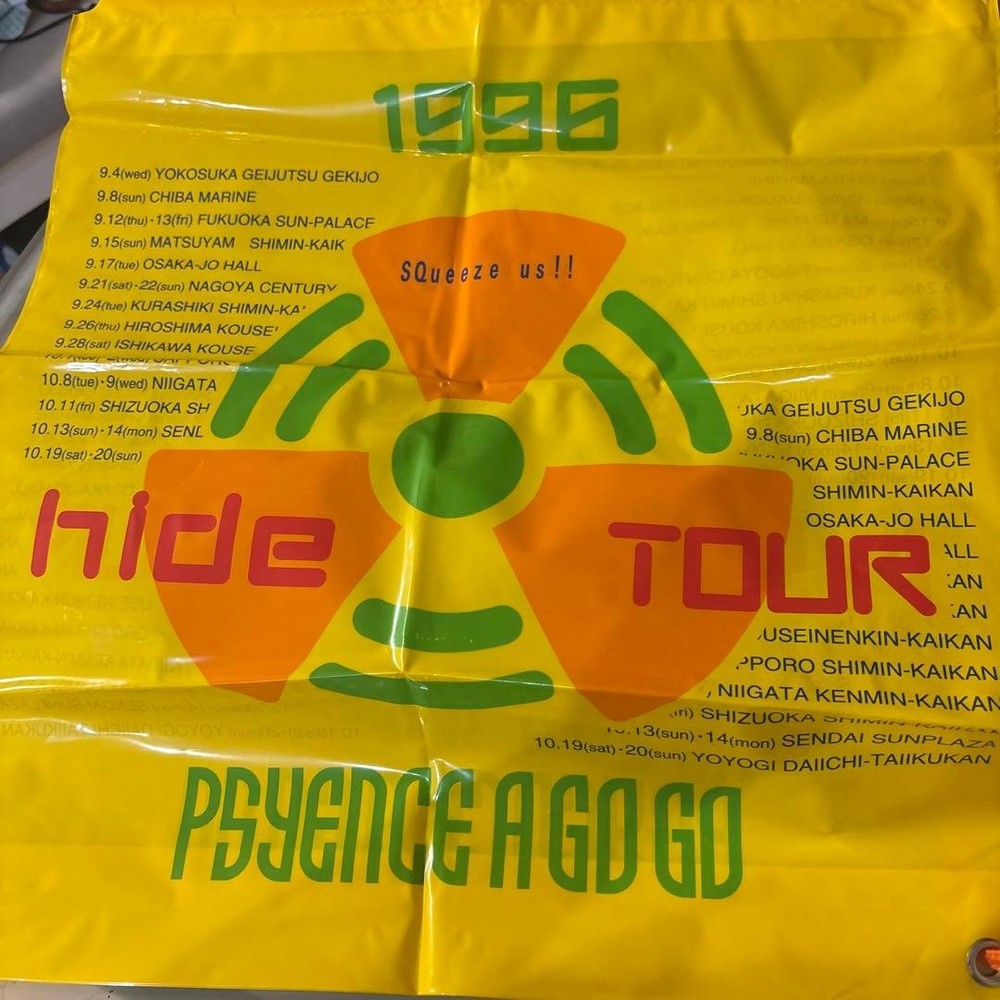 1996
9.4(wed) YOKOSUKA GEIJUTSU GEKIJO
9.8(sun) CHIBA MARINE
9.12(thu)·13(fri) FUKUOKA SUN-PALACE
9.15(sun) MATSUYAM SHIMIN-KAIK
9.17(tue) OSAKA-JO HALL
9.21(sat)·22(sun) NAGOYA CENTURY
9.24(tue) KURASHIKI SHIMIN-KA
9.26(thu) HIROSHIMA KOUSE
9.28(sat) ISHIKAWA KOUSE
10.8(tue)·9(wed) NIIGATA
10.11(fri) SHIZUOKA SH
10.13(sun)·14(mon) SEND
10.19(sat)·20(sun)
SQueeze us!!
UKA GEIJUTSU GEKIJO
9.8(sun) CHIBA MARINE
OKA SUN-PALACE
SHIMIN-KAIKAN
OSAKA-JO HALL
ALL
KAN
KAN
USEINENKIN-KAIKAN
PPORO SHIMIN-KAIKAN
NIIGATA KENMIN-KAIKAN
(fri) SHIZUOKA SHIMIN-KAIKAN
10.13(sun)·14(mon) SENDAI SUNPLAZA
10.19(sat)·20(sun) YOYOGI DAIICHI-TAIIKUKAN
hide TOUR
PSYENCE A GO GO